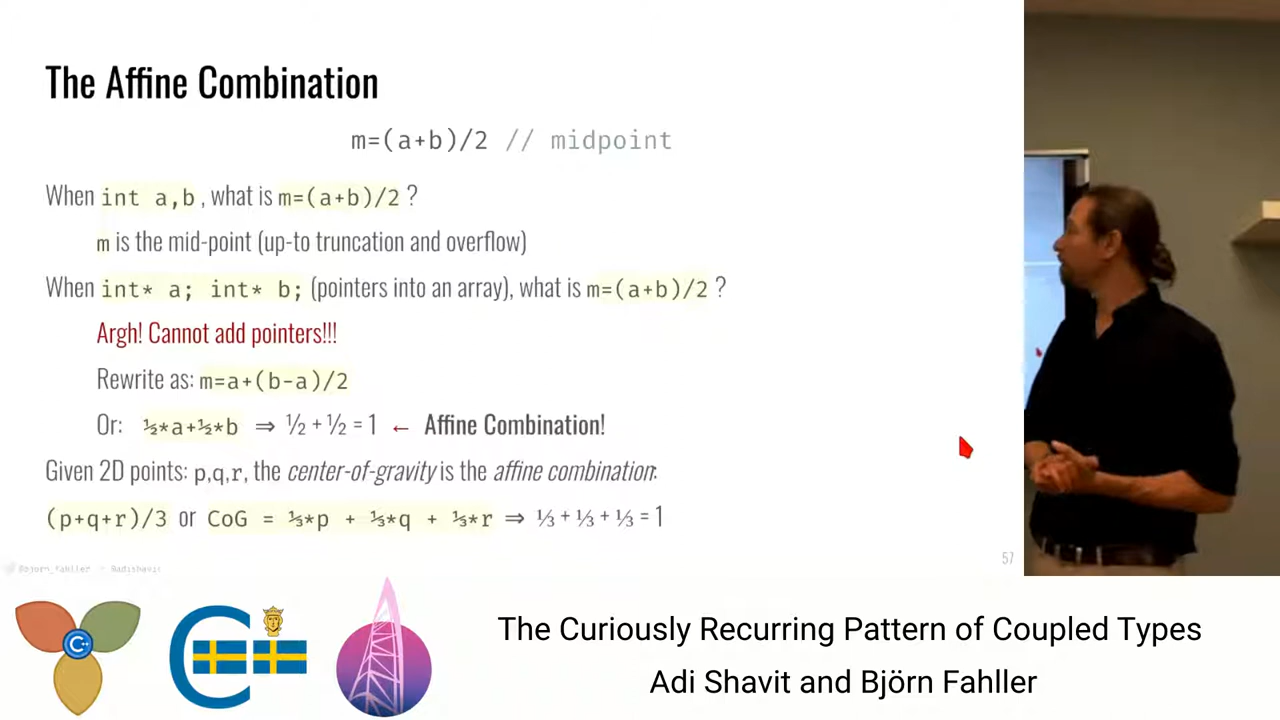 The Affine Combination
m=(a+b)/2 // midpoint
When int a,b , what is m=(a+b)/2 ?
m is the mid-point (up-to truncation and overflow)
When int* a; int* b; (pointers into an array), what is m=(a+b)/2 ?
Argh! Cannot add pointers!!!
Rewrite as: m=a+(b-a)/2
Or: ½*a+½*b ⇒ ½ + ½ = 1 ← Affine Combination!
Given 2D points: p,q,r, the center-of-gravity is the affine combination:
(p+q+r)/3 or CoG = ⅓*p + ⅓*q + ⅓*r ⇒ ⅓ + ⅓ + ⅓ = 1
@bjorn_fahller - @adishavit
57
C++
The Curiously Recurring Pattern of Coupled Types
Adi Shavit and Björn Fahller